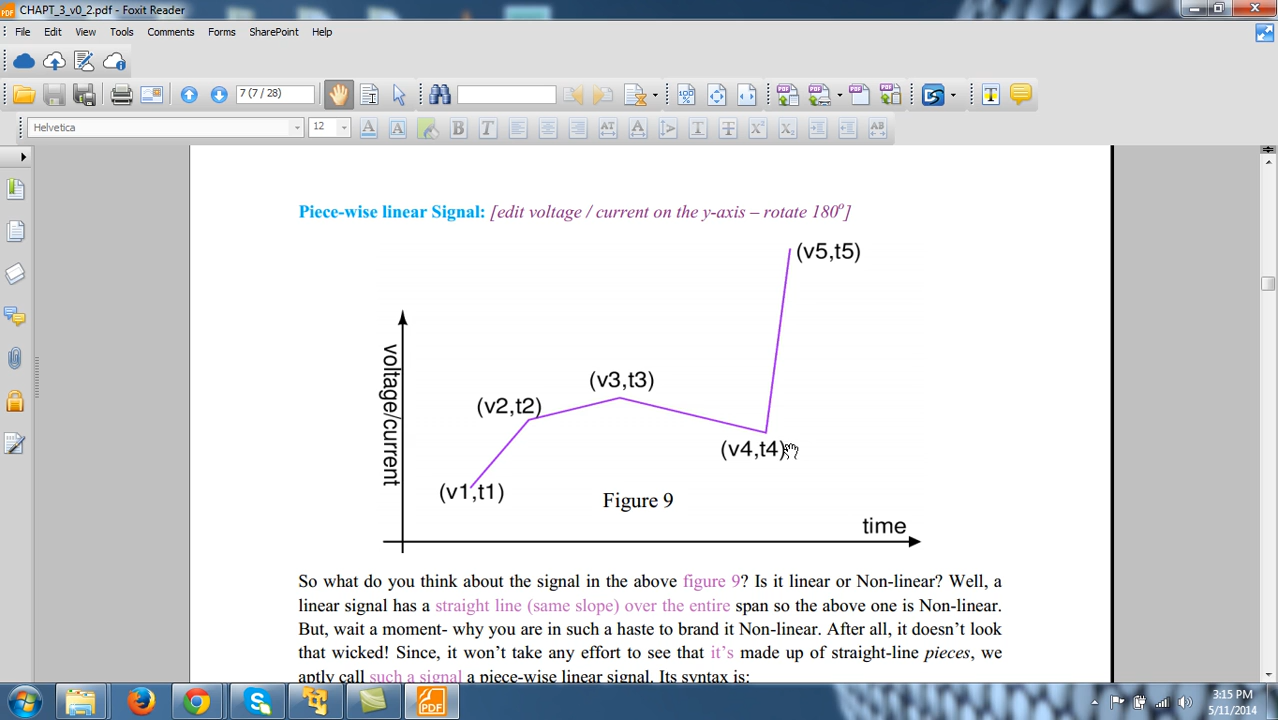 CHAPT_3_v0_2.pdf - Foxit Reader
File Edit View Tools Comments Forms SharePoint Help
7 (7 / 28)
Helvetica 12
Piece-wise linear Signal: [edit voltage / current on the y-axis – rotate 180º]
(v5,t5)
(v3,t3)
(v2,t2)
(v4,t4)
(v1,t1)
voltage/current
Figure 9
time
So what do you think about the signal in the above figure 9? Is it linear or Non-linear? Well, a
linear signal has a straight line (same slope) over the entire span so the above one is Non-linear.
But, wait a moment- why you are in such a haste to brand it Non-linear. After all, it doesn't look
that wicked! Since, it won't take any effort to see that it's made up of straight-line pieces, we
aptly call such a signal a piece-wise linear signal. Its syntax is:
3:15 PM
5/11/2014